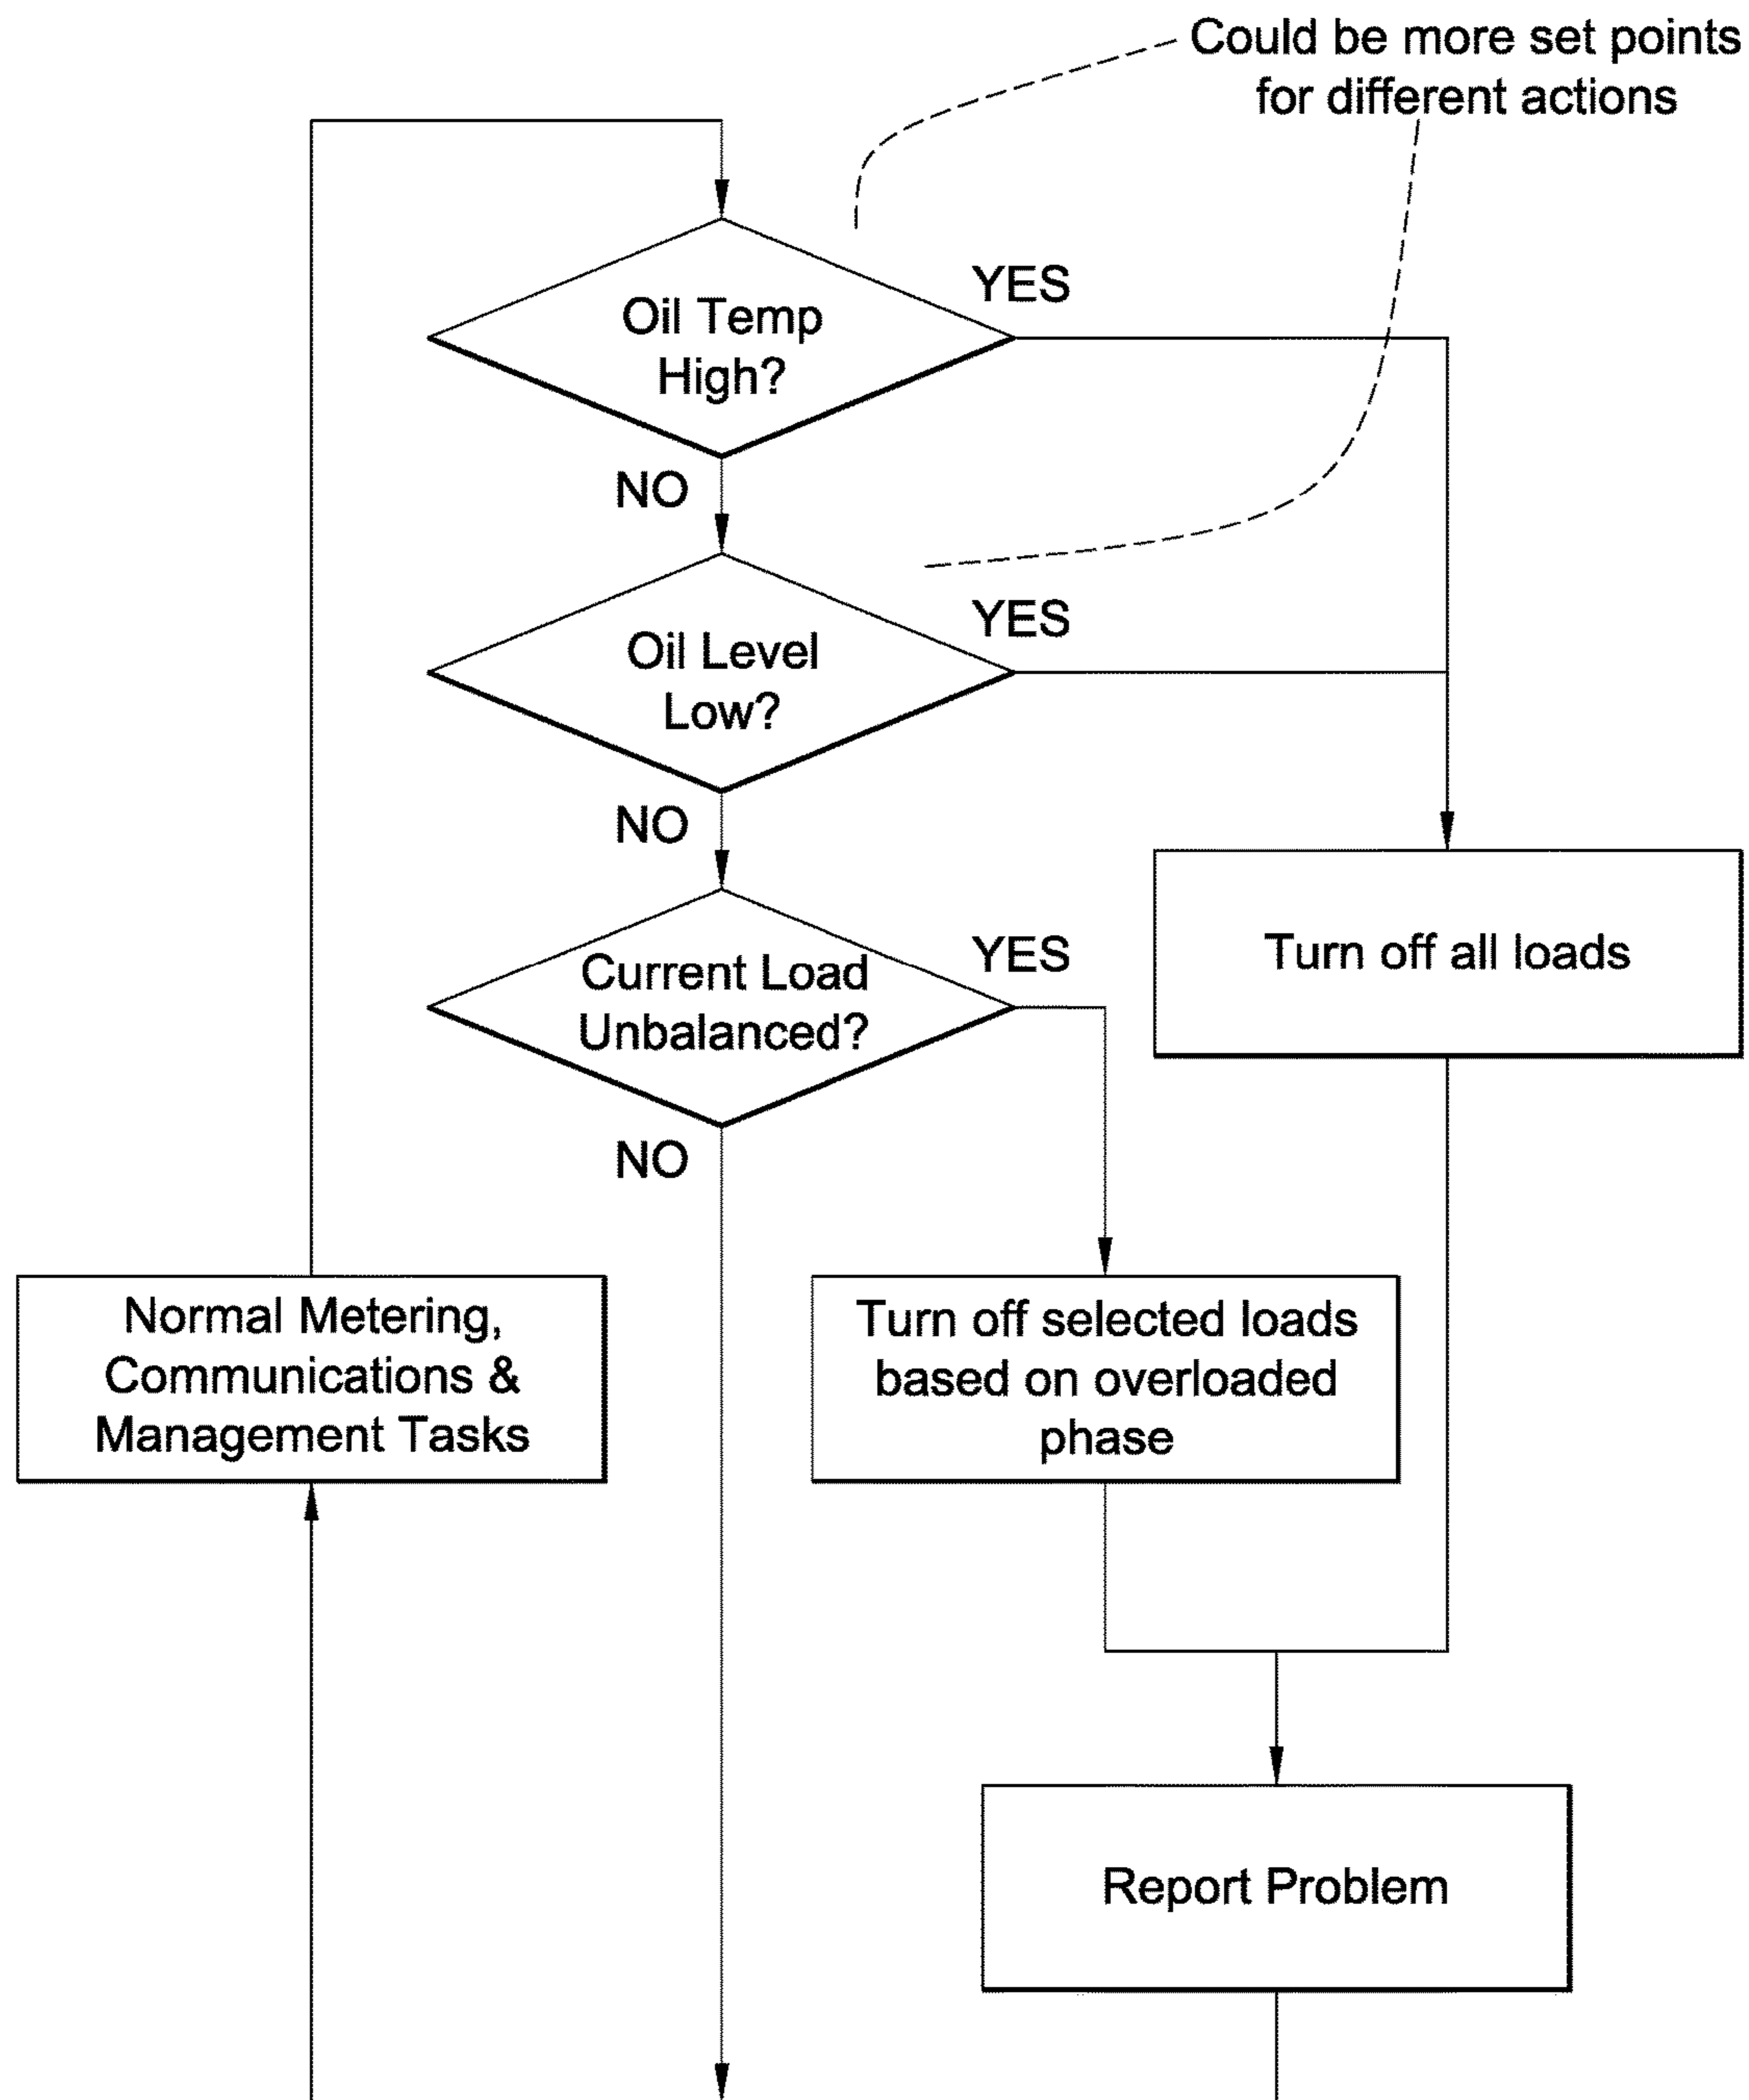 Could be more set points
for different actions
YES
Oil Temp
High?
NO
YES
Oil Level
Low?
NO
YES
Current Load
Unbalanced?
NO
Turn off all loads
Normal Metering,
Communications &
Management Tasks
Turn off selected loads
based on overloaded
phase
Report Problem